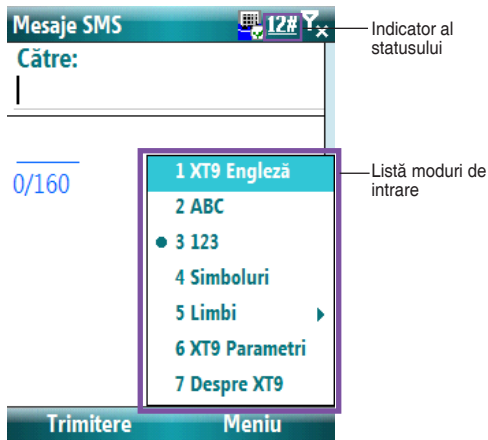 Mesaje SMS 12#
Indicator al
statusului
Către:
0/160
Listă moduri de
intrare
1 XT9 Engleză
2 ABC
3 123
4 Simboluri
5 Limbi
6 XT9 Parametri
7 Despre XT9
Trimitere Meniu